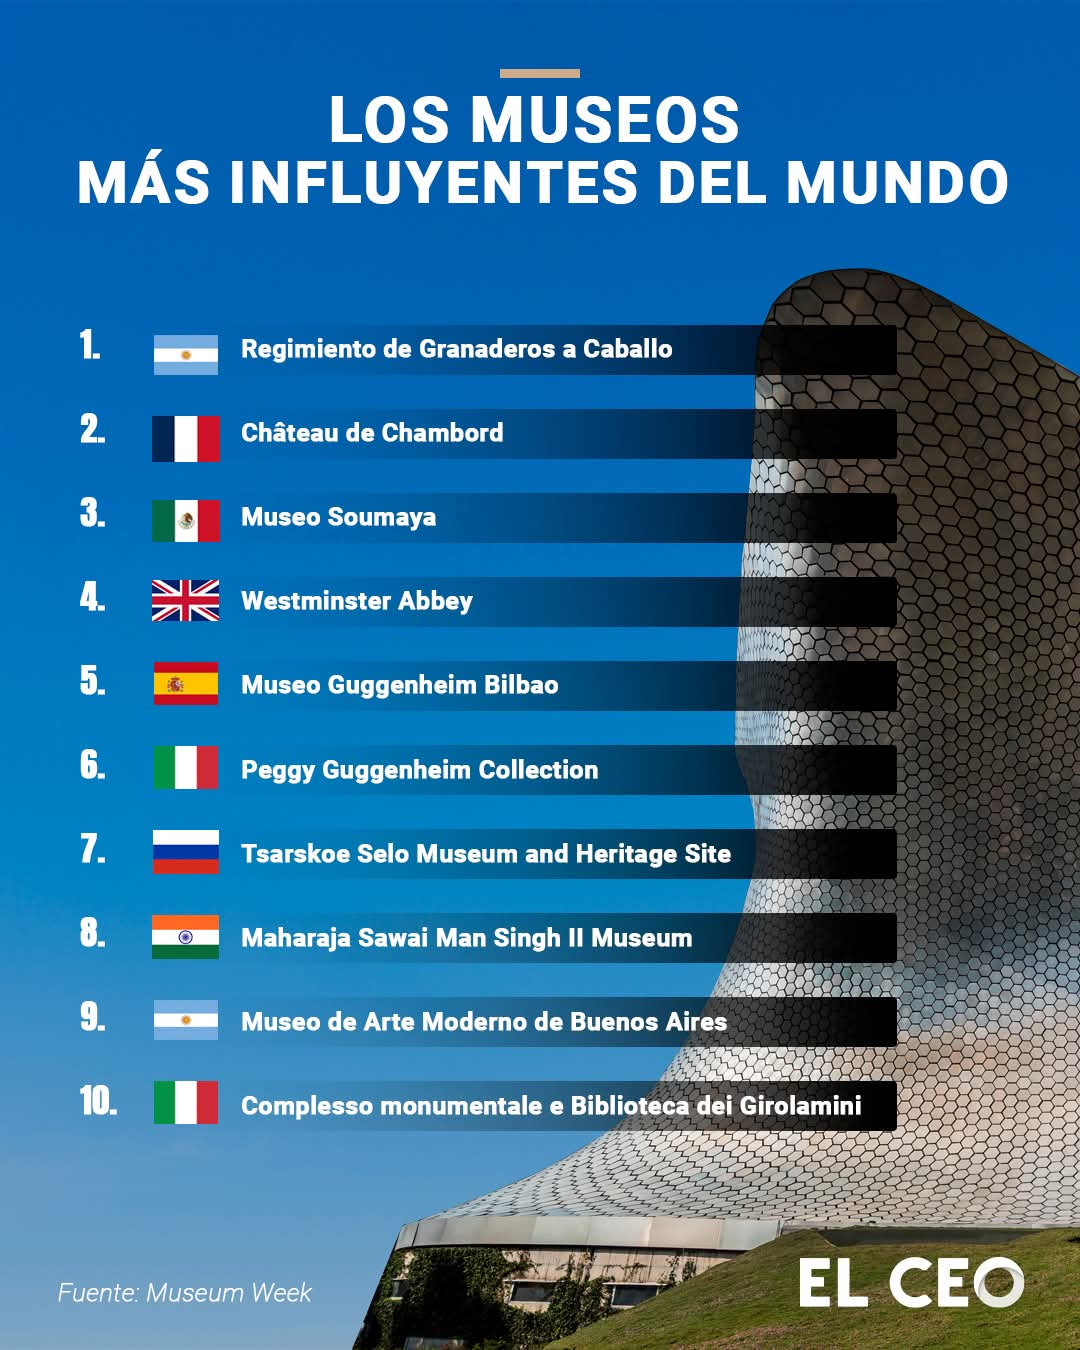 LOS MUSEOS
MÁS INFLUYENTES DEL MUNDO
1. Regimiento de Granaderos a Caballo
2. Château de Chambord
3. Museo Soumaya
4. Westminster Abbey
5. Museo Guggenheim Bilbao
6. Peggy Guggenheim Collection
7. Tsarskoe Selo Museum and Heritage Site
8. Maharaja Sawai Man Singh II Museum
9. Museo de Arte Moderno de Buenos Aires
10. Complesso monumentale e Biblioteca dei Girolamini
Fuente: Museum Week
EL CEO